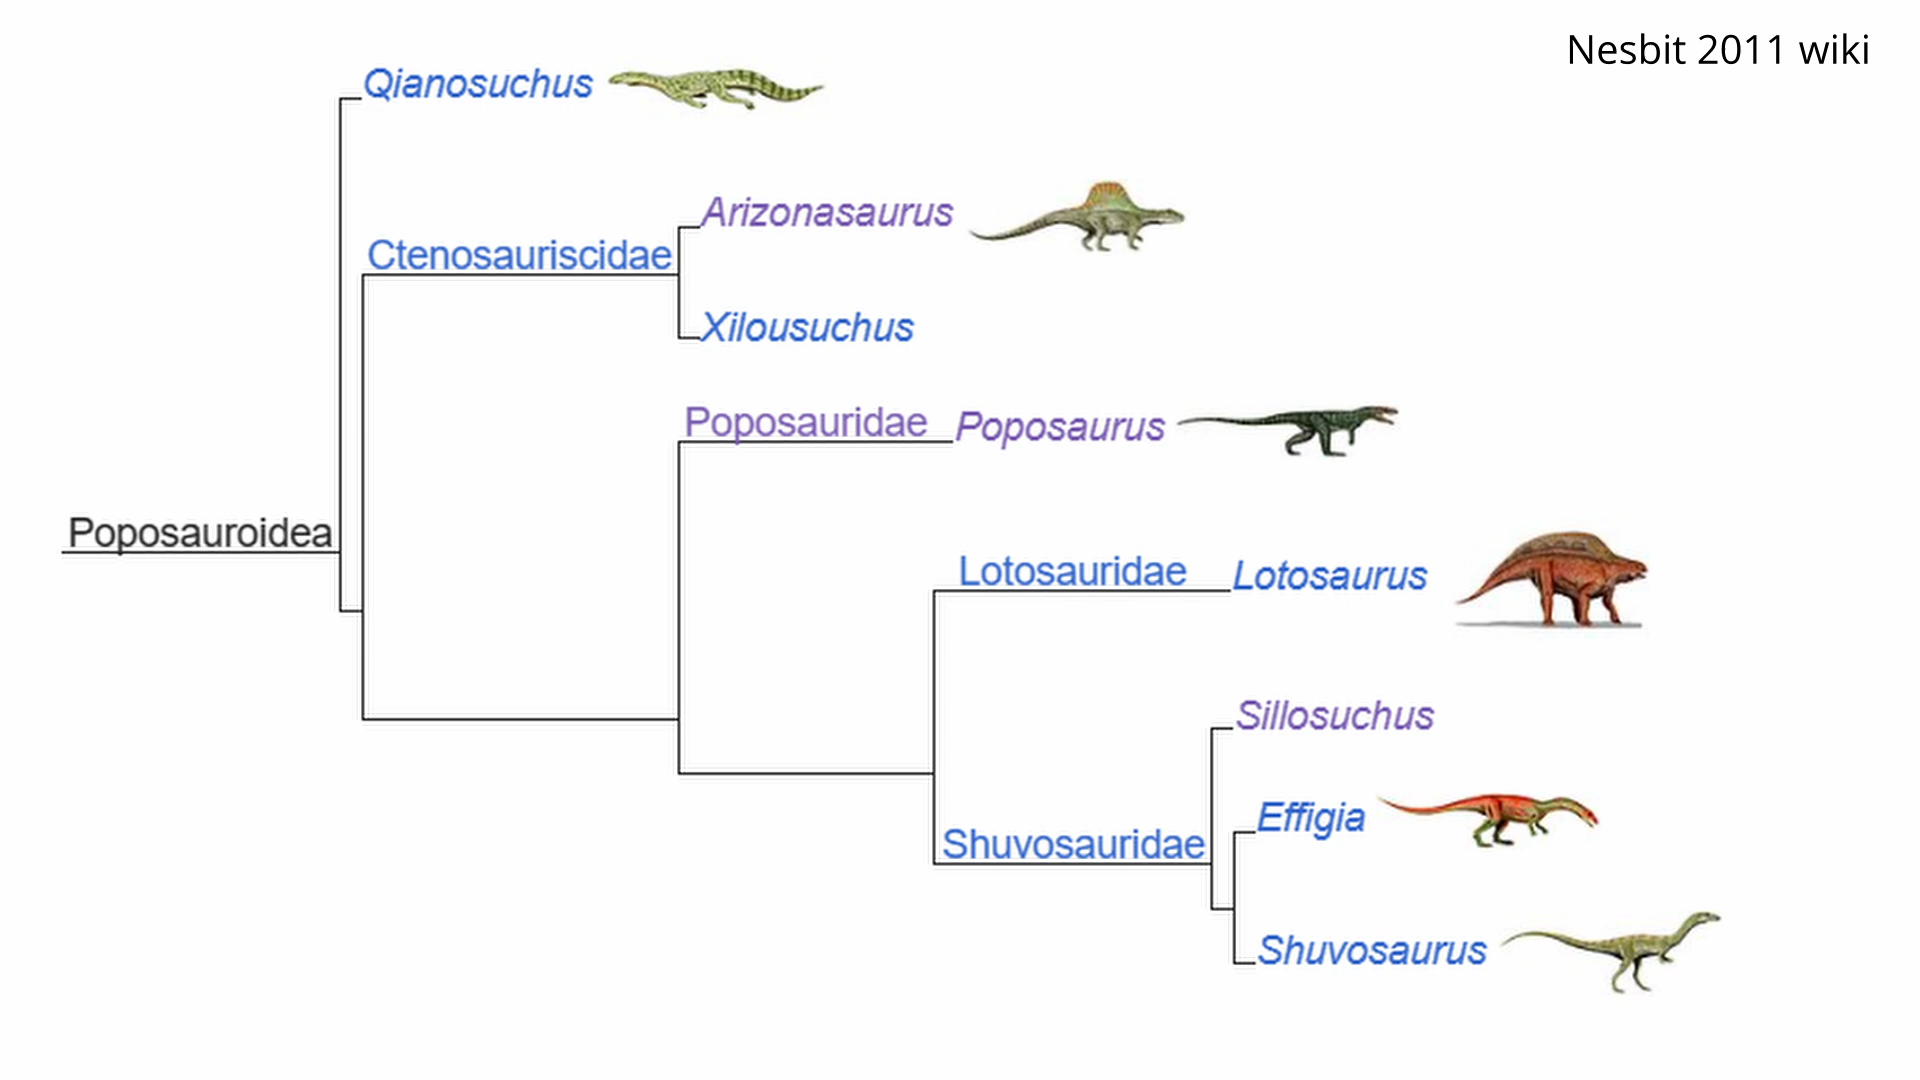 Nesbit 2011 wiki
Qianosuchus
Arizonasaurus
Ctenosauriscidae
Xilousuchus
Poposauridae Poposaurus
Poposauroidea
Lotosauridae Lotosaurus
Sillosuchus
Effigia
Shuvosauridae
Shuvosaurus